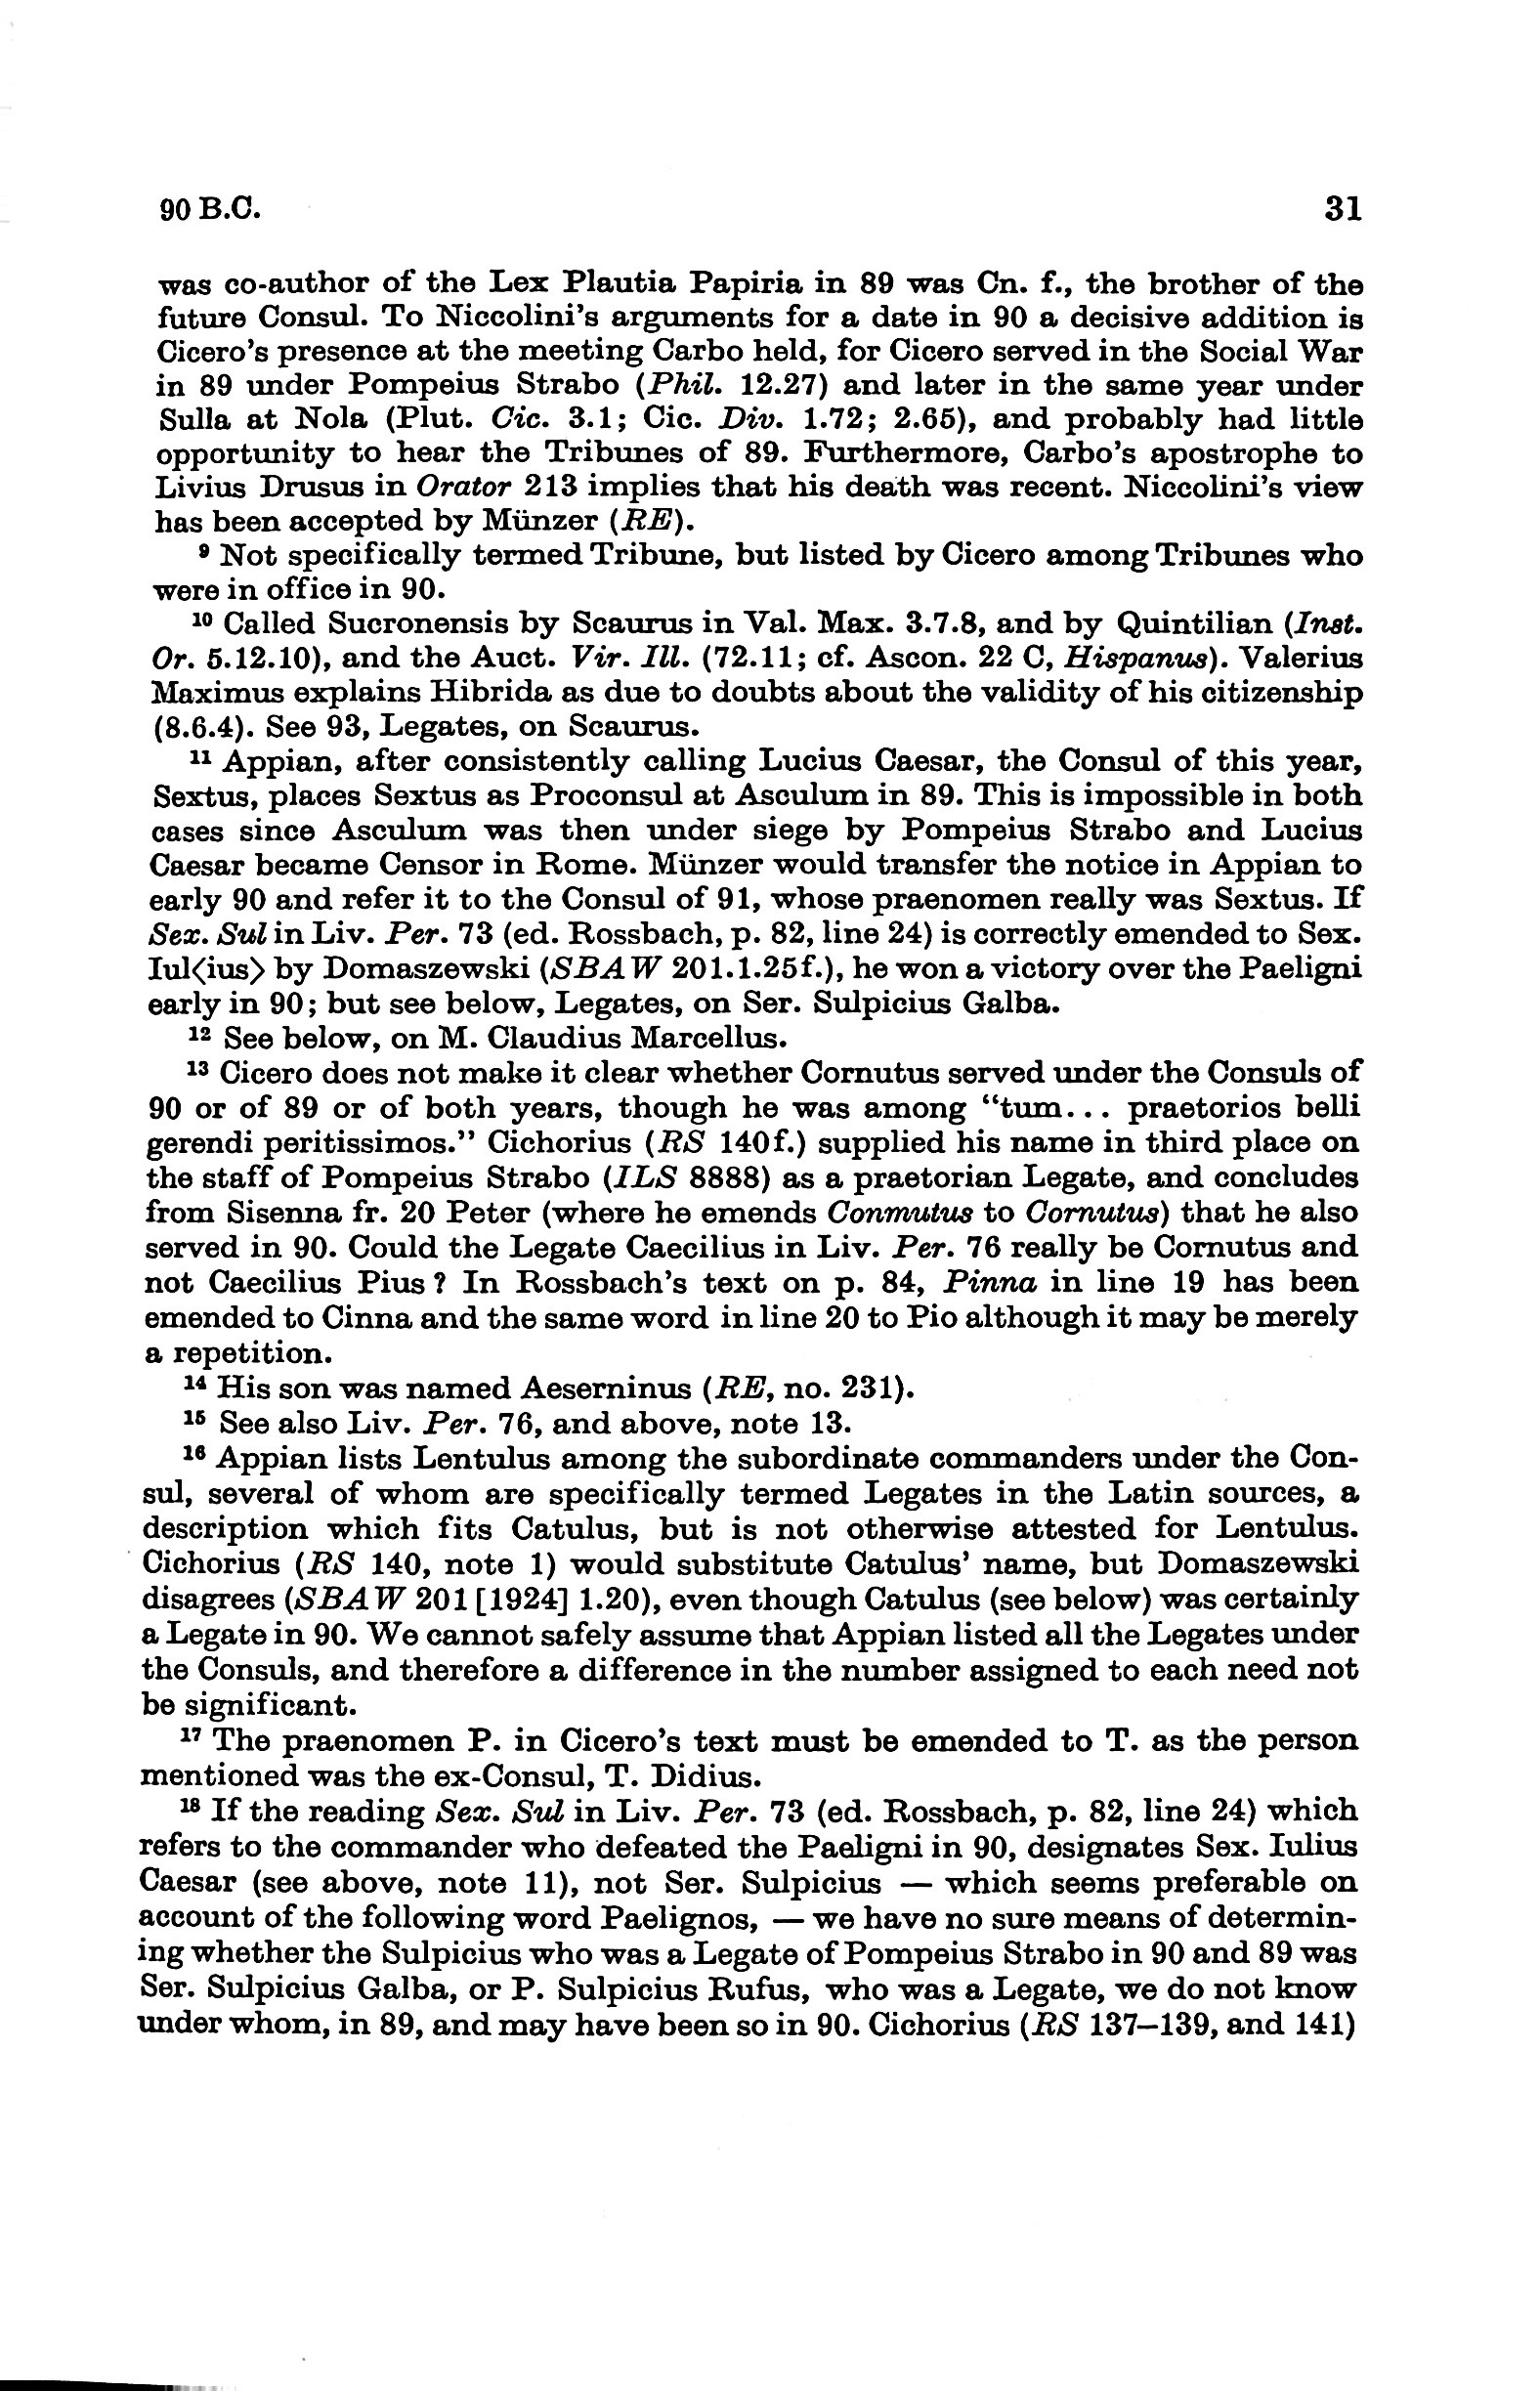 90 B.C. 31
was co-author of the Lex Plautia Papiria in 89 was Cn. f., the brother of the
future Consul. To Niccolini's arguments for a date in 90 a decisive addition is
Cicero's presence at the meeting Carbo held, for Cicero served in the Social War
in 89 under Pompeius Strabo (Phil. 12.27) and later in the same year under
Sulla at Nola (Plut. Cic. 3.1; Cic. Div. 1.72; 2.65), and probably had little
opportunity to hear the Tribunes of 89. Furthermore, Carbo's apostrophe to
Livius Drusus in Orator 213 implies that his death was recent. Niccolini's view
has been accepted by Münzer (RE).
⁹ Not specifically termed Tribune, but listed by Cicero among Tribunes who
were in office in 90.
¹⁰ Called Sucronensis by Scaurus in Val. Max. 3.7.8, and by Quintilian (Inst.
Or. 5.12.10), and the Auct. Vir. Ill. (72.11; cf. Ascon. 22 C, Hispanus). Valerius
Maximus explains Hibrida as due to doubts about the validity of his citizenship
(8.6.4). See 93, Legates, on Scaurus.
¹¹ Appian, after consistently calling Lucius Caesar, the Consul of this year,
Sextus, places Sextus as Proconsul at Asculum in 89. This is impossible in both
cases since Asculum was then under siege by Pompeius Strabo and Lucius
Caesar became Censor in Rome. Münzer would transfer the notice in Appian to
early 90 and refer it to the Consul of 91, whose praenomen really was Sextus. If
Sex. Sul in Liv. Per. 73 (ed. Rossbach, p. 82, line 24) is correctly emended to Sex.
Iul<ius> by Domaszewski (SBAW 201.1.25f.), he won a victory over the Paeligni
early in 90; but see below, Legates, on Ser. Sulpicius Galba.
¹² See below, on M. Claudius Marcellus.
¹³ Cicero does not make it clear whether Cornutus served under the Consuls of
90 or of 89 or of both years, though he was among "tum... praetorios belli
gerendi peritissimos." Cichorius (RS 140f.) supplied his name in third place on
the staff of Pompeius Strabo (ILS 8888) as a praetorian Legate, and concludes
from Sisenna fr. 20 Peter (where he emends Conmutus to Cornutus) that he also
served in 90. Could the Legate Caecilius in Liv. Per. 76 really be Cornutus and
not Caecilius Pius? In Rossbach's text on p. 84, Pinna in line 19 has been
emended to Cinna and the same word in line 20 to Pio although it may be merely
a repetition.
¹⁴ His son was named Aeserninus (RE, no. 231).
¹⁵ See also Liv. Per. 76, and above, note 13.
¹⁶ Appian lists Lentulus among the subordinate commanders under the Con-
sul, several of whom are specifically termed Legates in the Latin sources, a
description which fits Catulus, but is not otherwise attested for Lentulus.
Cichorius (RS 140, note 1) would substitute Catulus' name, but Domaszewski
disagrees (SBAW 201 [1924] 1.20), even though Catulus (see below) was certainly
a Legate in 90. We cannot safely assume that Appian listed all the Legates under
the Consuls, and therefore a difference in the number assigned to each need not
be significant.
¹⁷ The praenomen P. in Cicero's text must be emended to T. as the person
mentioned was the ex-Consul, T. Didius.
¹⁸ If the reading Sex. Sul in Liv. Per. 73 (ed. Rossbach, p. 82, line 24) which
refers to the commander who defeated the Paeligni in 90, designates Sex. Iulius
Caesar (see above, note 11), not Ser. Sulpicius — which seems preferable on
account of the following word Paelignos, — we have no sure means of determin-
ing whether the Sulpicius who was a Legate of Pompeius Strabo in 90 and 89 was
Ser. Sulpicius Galba, or P. Sulpicius Rufus, who was a Legate, we do not know
under whom, in 89, and may have been so in 90. Cichorius (RS 137–139, and 141)